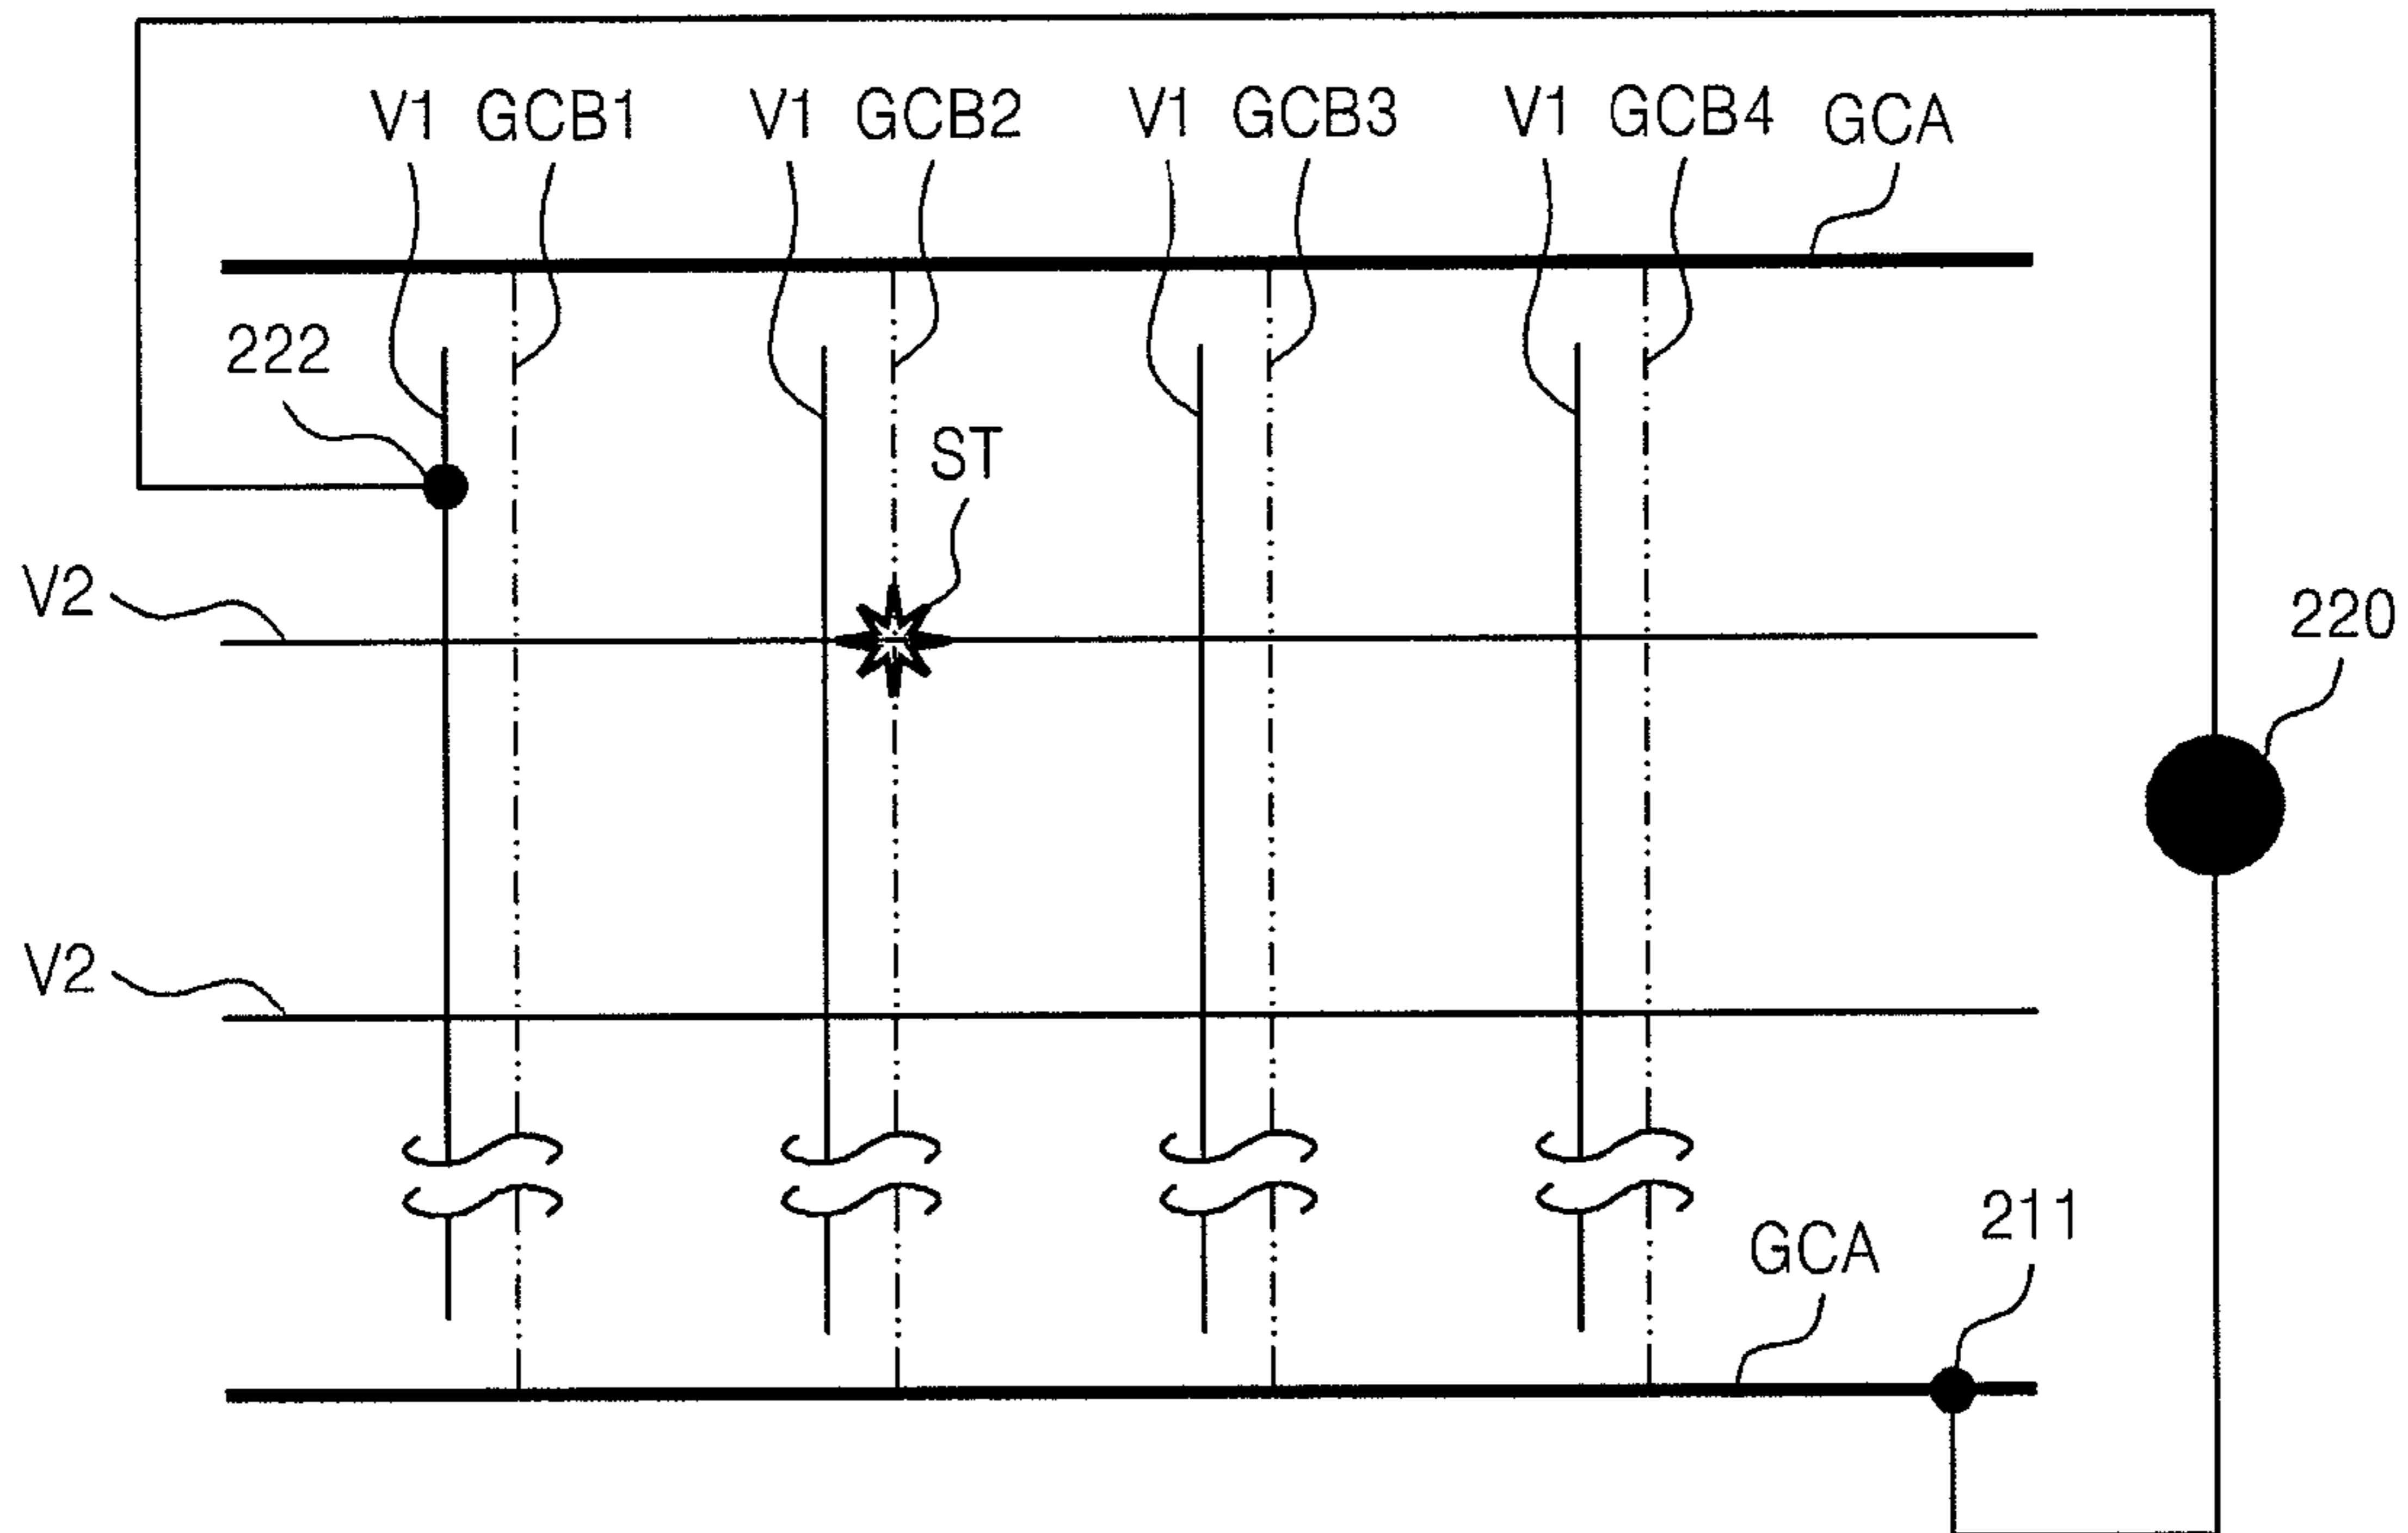 V1 GCB1 V1 GCB2 V1 GCB3 V1 GCB4 GCA
222
ST
V2
220
V2
211
GCA